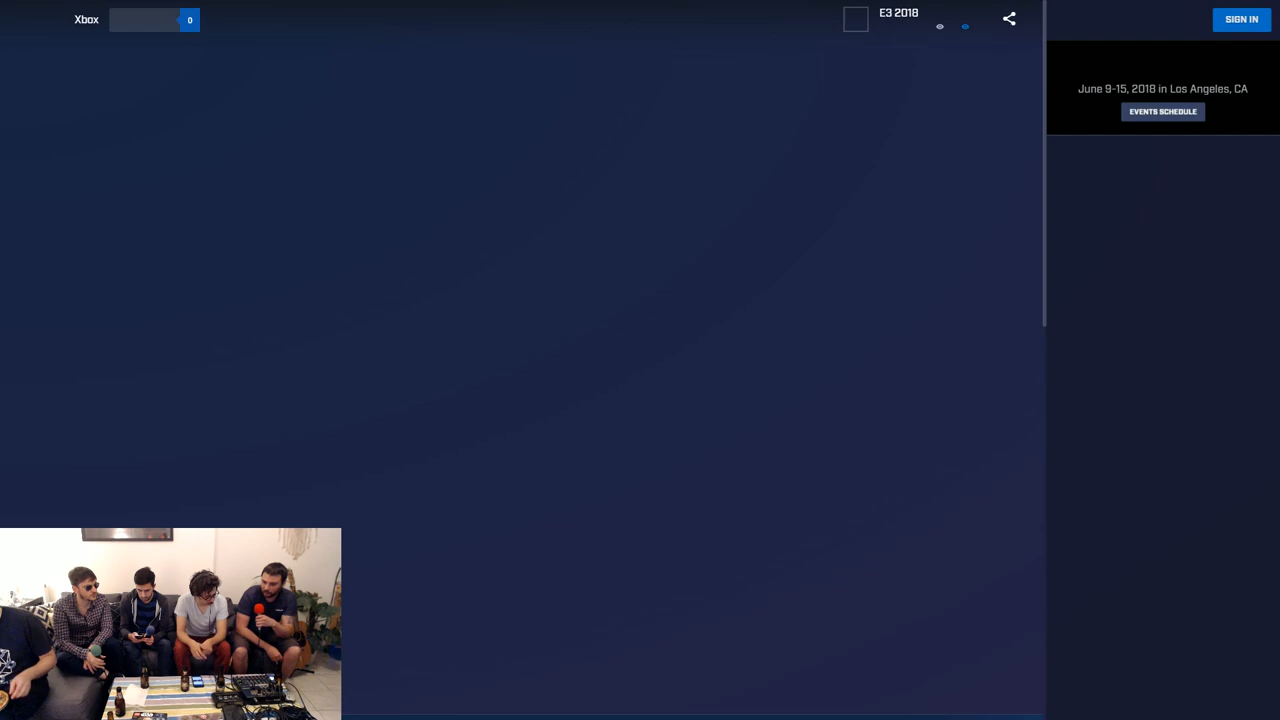 Xbox
0
E3 2018
SIGN IN
June 9-15, 2018 in Los Angeles, CA
EVENTS SCHEDULE